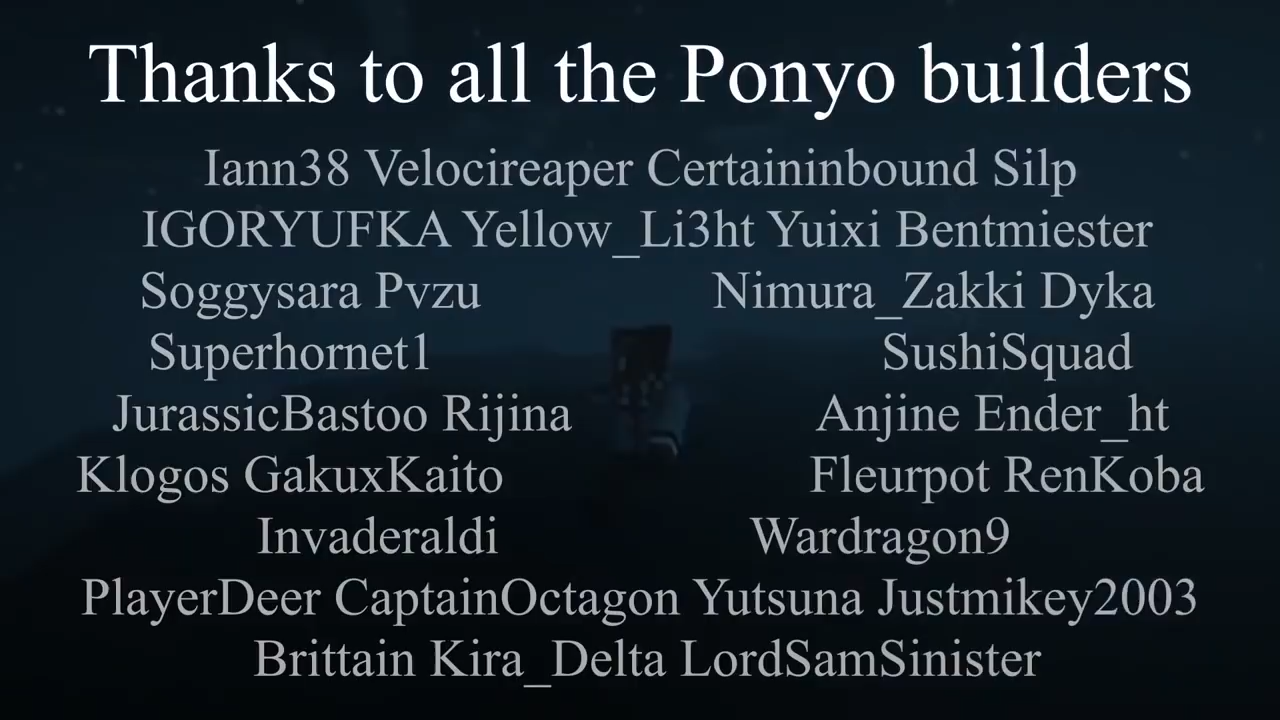 Thanks to all the Ponyo builders
Iann38 Velocireaper Certaininbound Silp
IGORYUFKA Yellow_Li3ht Yuixi Bentmiester
Soggysara Pvzu Nimura_Zakki Dyka
Superhornet1 SushiSquad
JurassicBastoo Rijina Anjine Ender_ht
Klogos GakuxKaito Fleurpot RenKoba
Invaderaldi Wardragon9
PlayerDeer CaptainOctagon Yutsuna Justmikey2003
Brittain Kira_Delta LordSamSinister